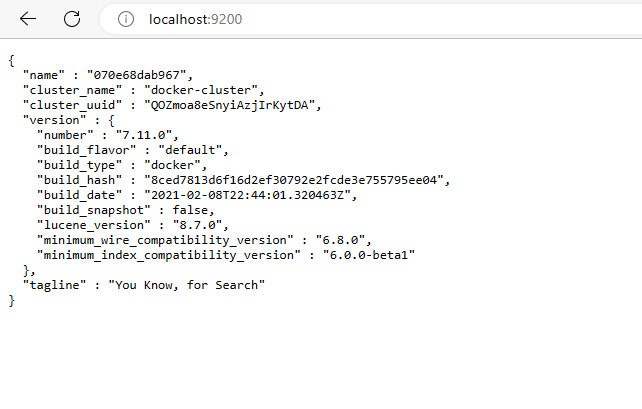 localhost:9200
{
  "name" : "070e68dab967",
  "cluster_name" : "docker-cluster",
  "cluster_uuid" : "QOZmoa8eSnyiAzjIrKytDA",
  "version" : {
    "number" : "7.11.0",
    "build_flavor" : "default",
    "build_type" : "docker",
    "build_hash" : "8ced7813d6f16d2ef30792e2fcde3e755795ee04",
    "build_date" : "2021-02-08T22:44:01.320463Z",
    "build_snapshot" : false,
    "lucene_version" : "8.7.0",
    "minimum_wire_compatibility_version" : "6.8.0",
    "minimum_index_compatibility_version" : "6.0.0-beta1"
  },
  "tagline" : "You Know, for Search"
}